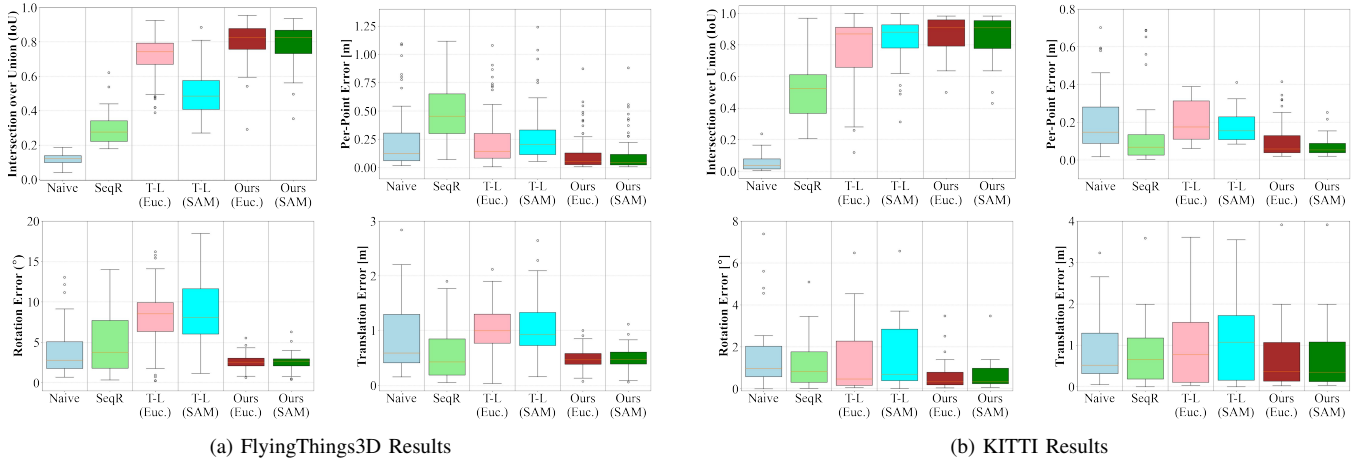 Intersection over Union (IoU)
1.0
0.8
0.6
0.4
0.2
0.0
Naive SeqR T-L (Euc.) T-L (SAM) Ours (Euc.) Ours (SAM)
Per-Point Error [m]
1.25
1.00
0.75
0.50
0.25
0.00
Naive SeqR T-L (Euc.) T-L (SAM) Ours (Euc.) Ours (SAM)
Rotation Error (°)
20
15
10
5
0
Naive SeqR T-L (Euc.) T-L (SAM) Ours (Euc.) Ours (SAM)
Translation Error [m]
3
2
1
0
Naive SeqR T-L (Euc.) T-L (SAM) Ours (Euc.) Ours (SAM)
(a) FlyingThings3D Results
Intersection over Union (IoU)
1.0
0.8
0.6
0.4
0.2
0.0
Naive SeqR T-L (Euc.) T-L (SAM) Ours (Euc.) Ours (SAM)
Per-Point Error [m]
0.8
0.6
0.4
0.2
0.0
Naive SeqR T-L (Euc.) T-L (SAM) Ours (Euc.) Ours (SAM)
Rotation Error [°]
8
6
4
2
0
Naive SeqR T-L (Euc.) T-L (SAM) Ours (Euc.) Ours (SAM)
Translation Error [m]
4
3
2
1
0
Naive SeqR T-L (Euc.) T-L (SAM) Ours (Euc.) Ours (SAM)
(b) KITTI Results